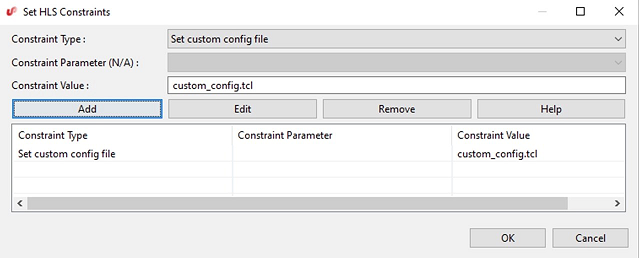 Set HLS Constraints
Constraint Type : Set custom config file
Constraint Parameter (N/A) :
Constraint Value : custom_config.tcl
Add Edit Remove Help
Constraint Type Constraint Parameter Constraint Value
Set custom config file custom_config.tcl
OK Cancel